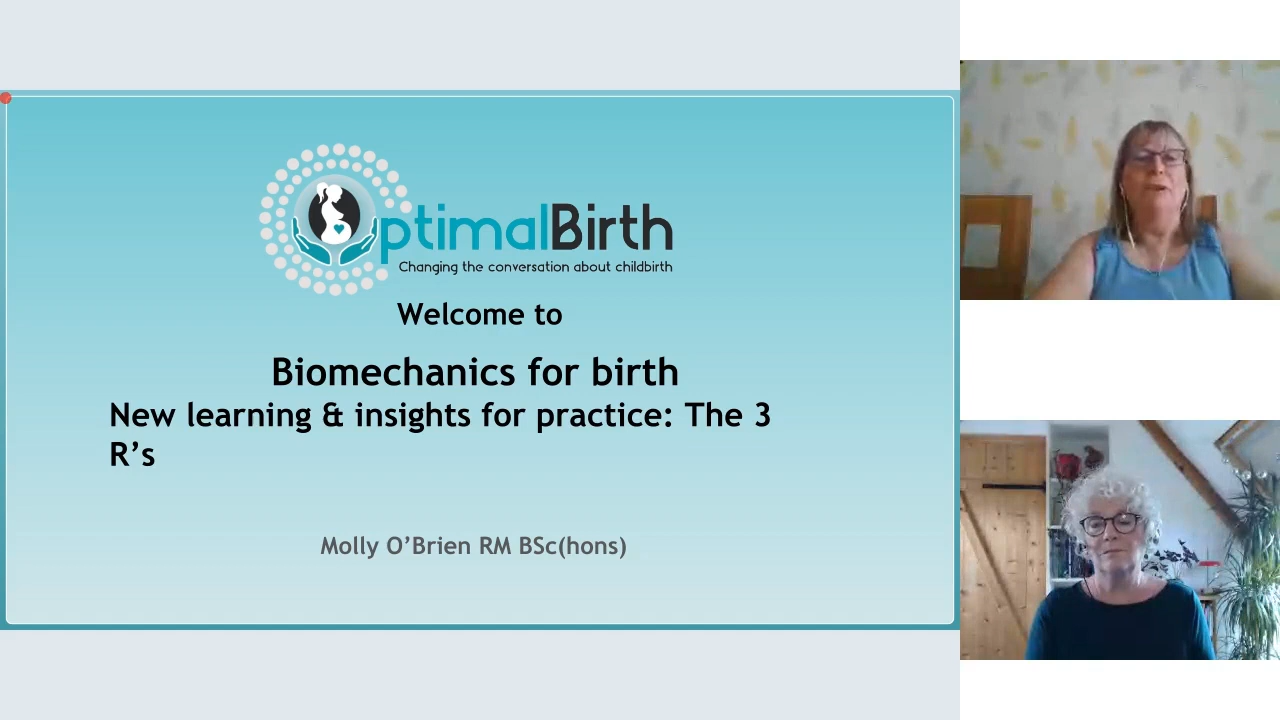 OptimalBirth
Changing the conversation about childbirth
Welcome to
Biomechanics for birth
New learning & insights for practice: The 3
R’s
Molly O’Brien RM BSc(hons)